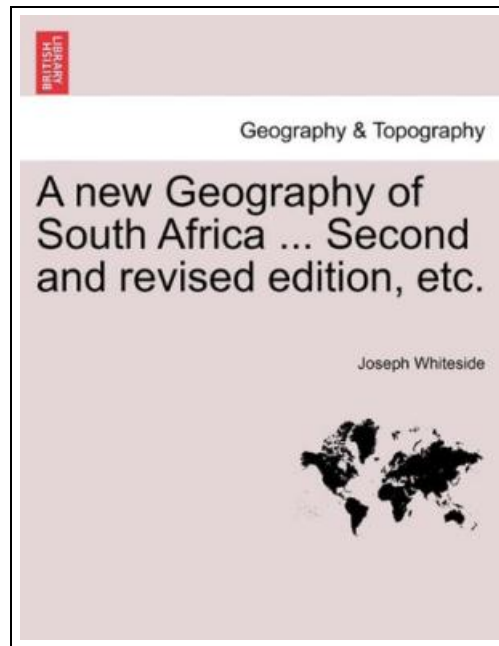 BRITISH
LIBRARY
Geography & Topography
A new Geography of
South Africa ... Second
and revised edition, etc.
Joseph Whiteside